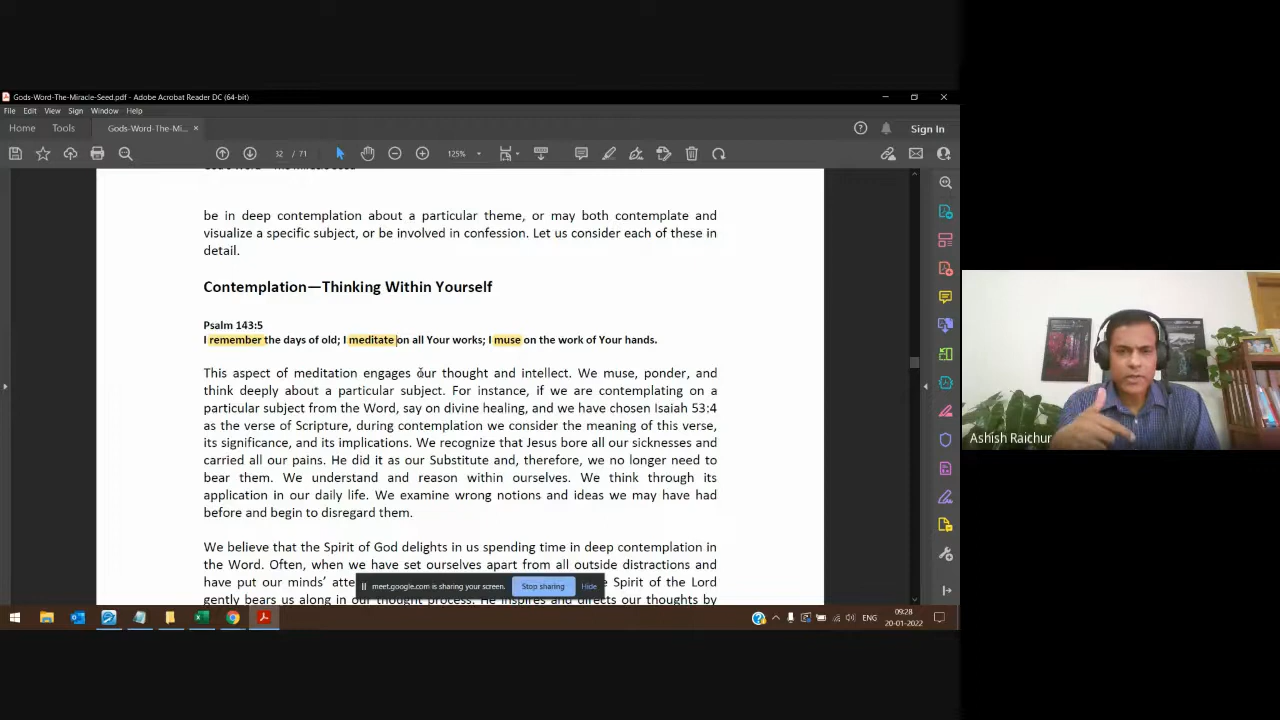 Gods-Word-The-Miracle-Seed.pdf - Adobe Acrobat Reader DC (64-bit)
File Edit View Sign Window Help
Home Tools Gods-Word-The-Mi... × Sign In
32 / 71 125%
be in deep contemplation about a particular theme, or may both contemplate and
visualize a specific subject, or be involved in confession. Let us consider each of these in
detail.
Contemplation—Thinking Within Yourself
Psalm 143:5
I remember the days of old; I meditate on all Your works; I muse on the work of Your hands.
This aspect of meditation engages our thought and intellect. We muse, ponder, and
think deeply about a particular subject. For instance, if we are contemplating on a
particular subject from the Word, say on divine healing, and we have chosen Isaiah 53:4
as the verse of Scripture, during contemplation we consider the meaning of this verse,
its significance, and its implications. We recognize that Jesus bore all our sicknesses and
carried all our pains. He did it as our Substitute and, therefore, we no longer need to
bear them. We understand and reason within ourselves. We think through its
application in our daily life. We examine wrong notions and ideas we may have had
before and begin to disregard them.
We believe that the Spirit of God delights in us spending time in deep contemplation in
the Word. Often, when we have set ourselves apart from all outside distractions and
have put our minds' Spirit of the Lord
gently bears us along in our thought process. He inspires and directs our thoughts by
meet.google.com is sharing your screen. Stop sharing Hide
ENG 09:28
20-01-2022
Ashish Raichur